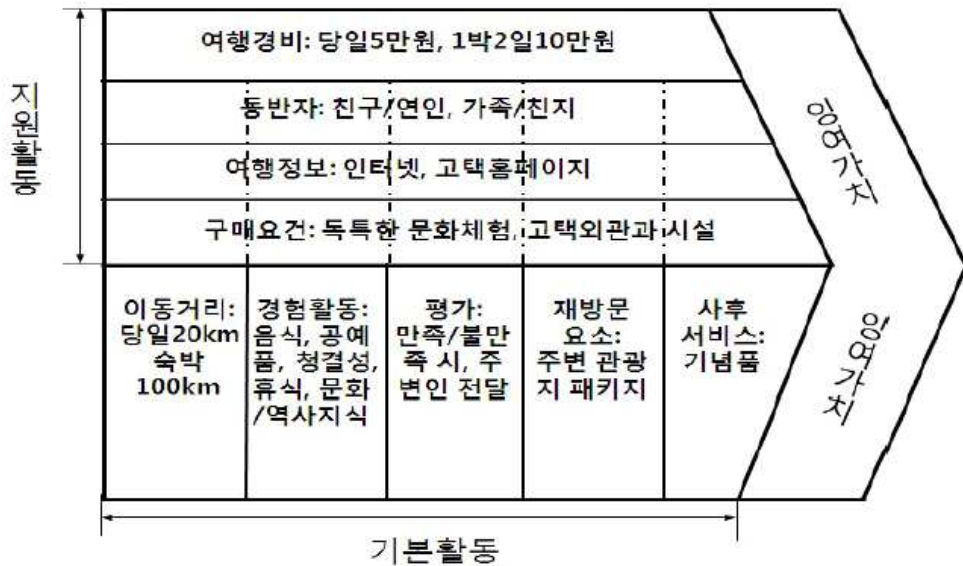 지원활동
여행경비: 당일5만원, 1박2일10만원
동반자: 친구/연인, 가족/친지
여행정보: 인터넷, 고택홈페이지
구매요건: 독특한 문화체험, 고택외관과 시설
잉여가치
이동거리:
당일20km
숙박
100km
경험활동:
음식, 공예
품, 청결성,
휴식, 문화
/역사지식
평가:
만족/불만
족 시, 주
변인 전달
재방문
요소:
주변 관광
지 패키지
사후
서비스:
기념품
잉여가치
기본활동